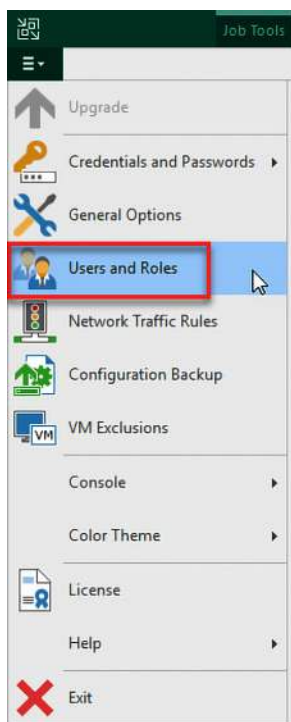 Job Tools
Upgrade
Credentials and Passwords
General Options
Users and Roles
Network Traffic Rules
Configuration Backup
VM
VM Exclusions
Console
Color Theme
License
Help
Exit